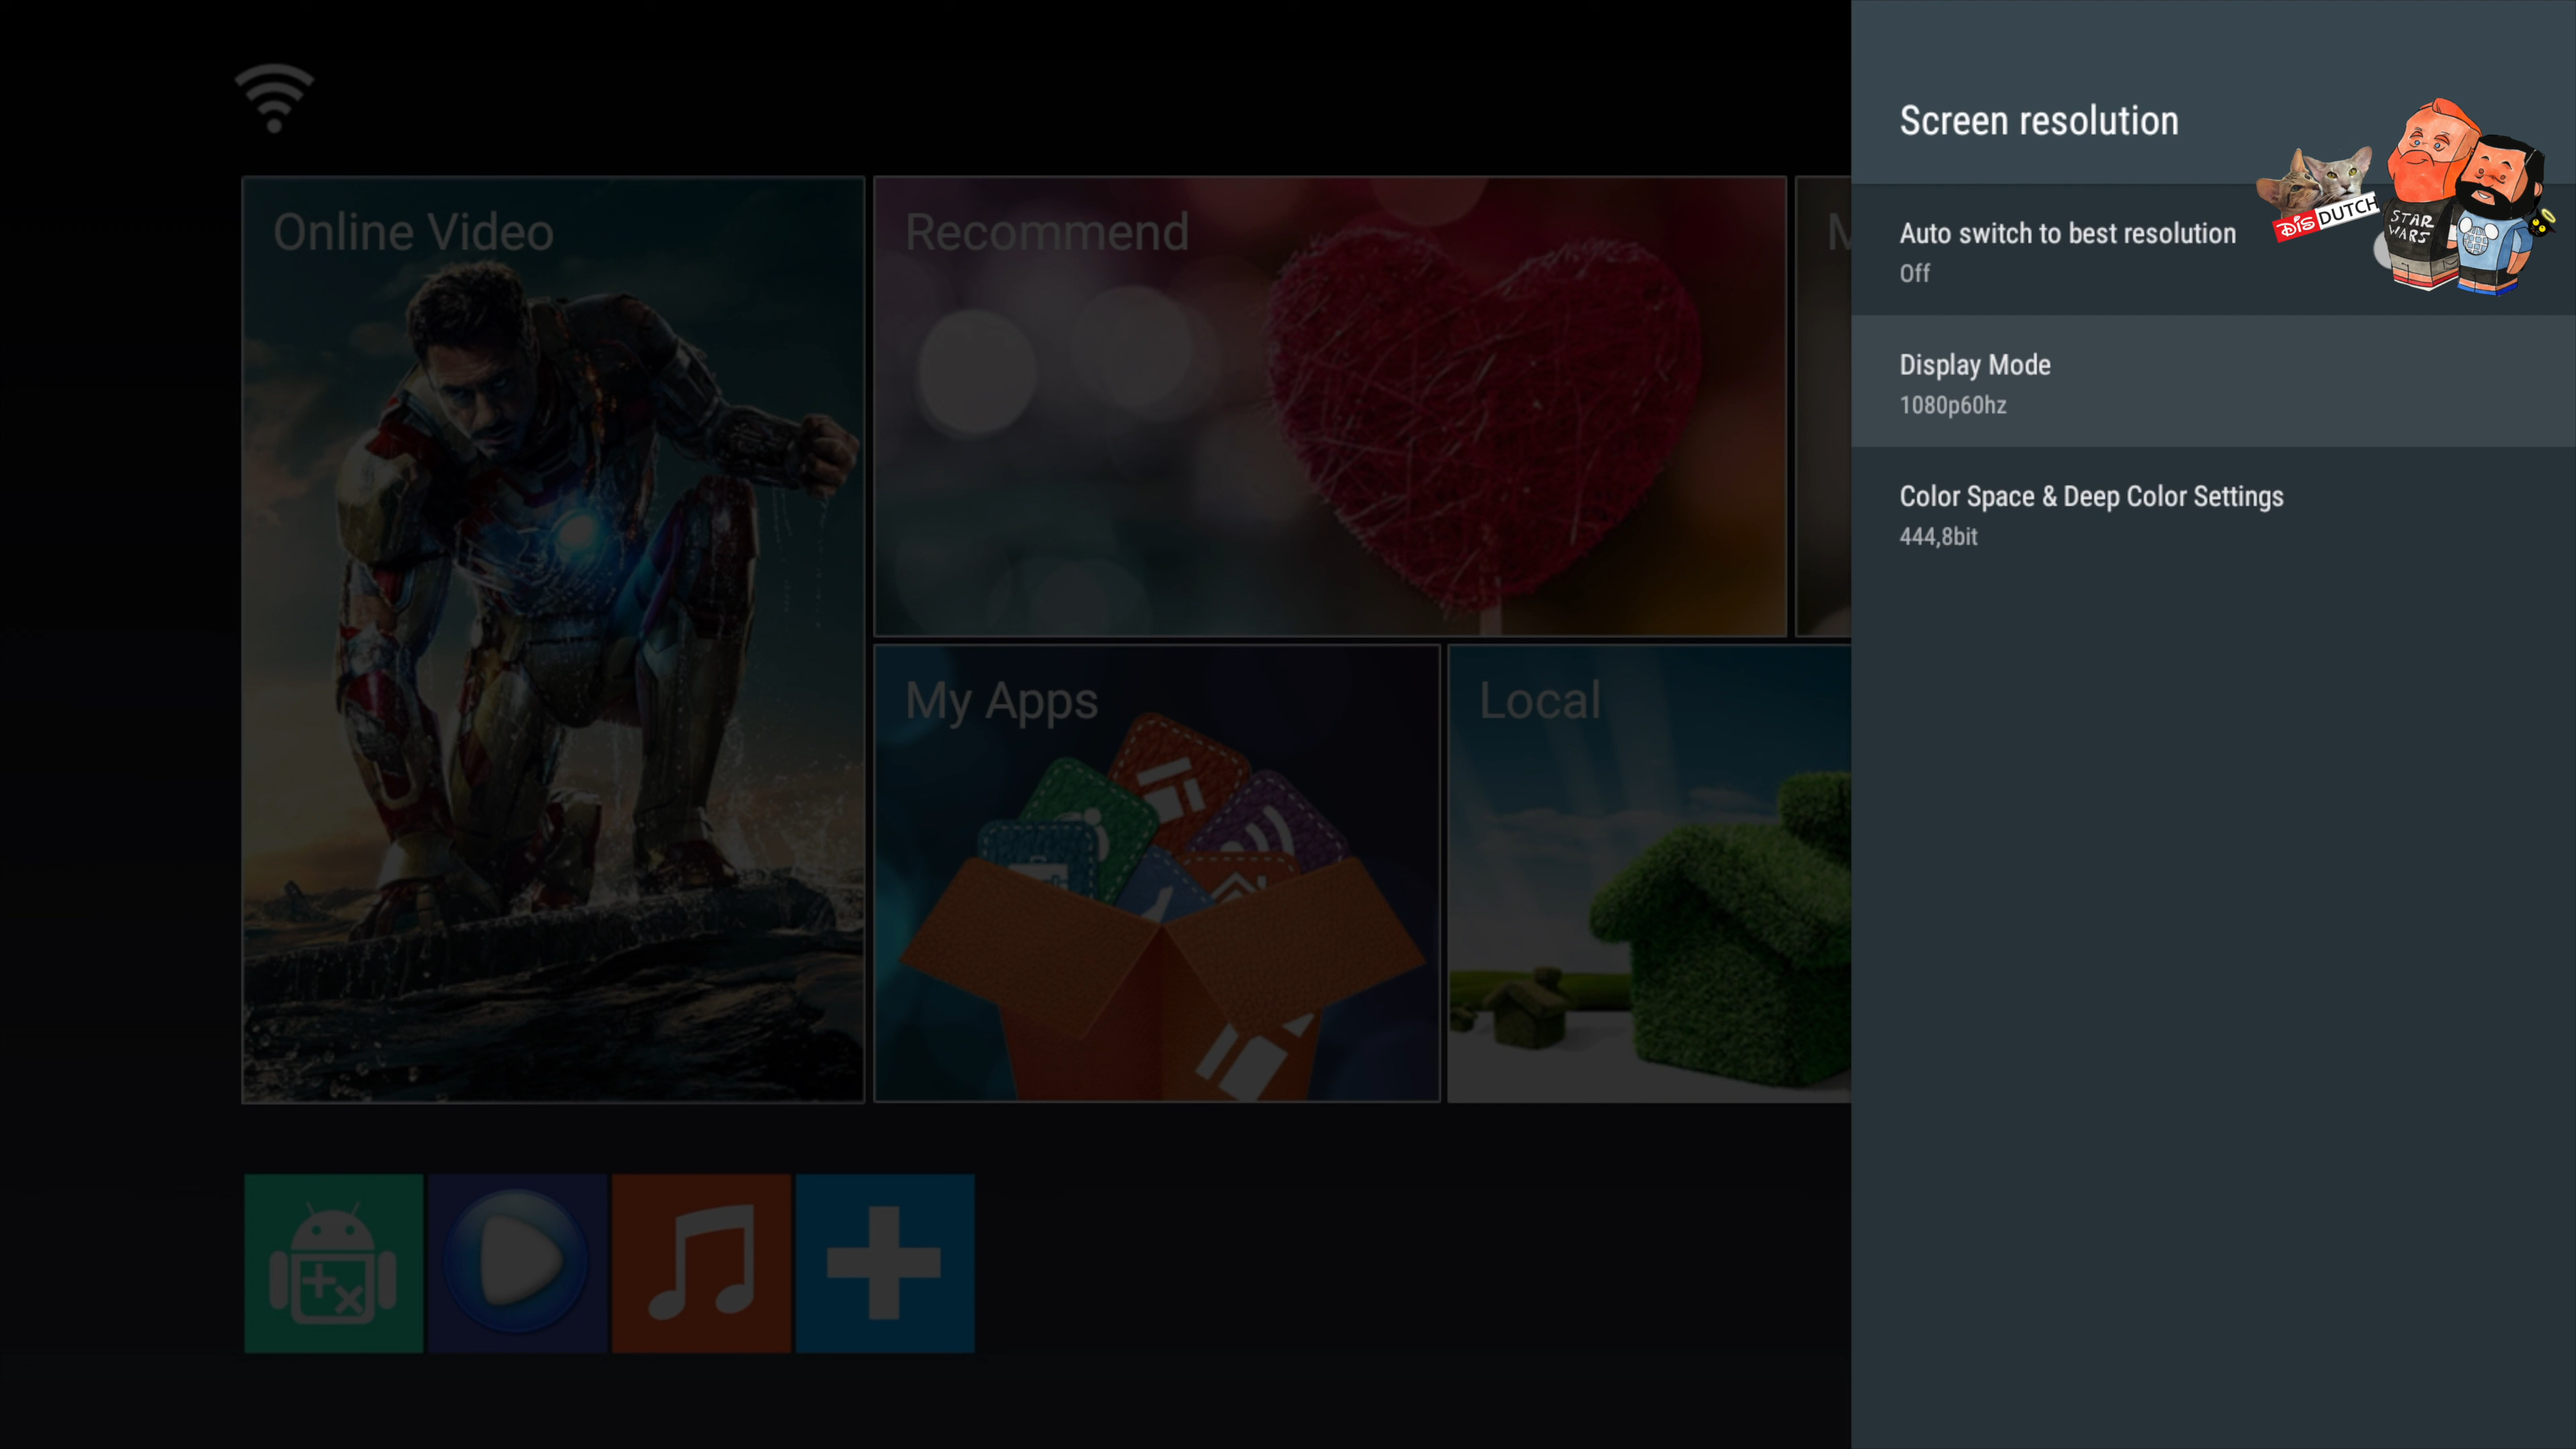 Online Video
Recommend
M
My Apps
Local
Screen resolution
DiS DUTCH
STAR
WARS
Auto switch to best resolution
Off
Display Mode
1080p60hz
Color Space & Deep Color Settings
444,8bit